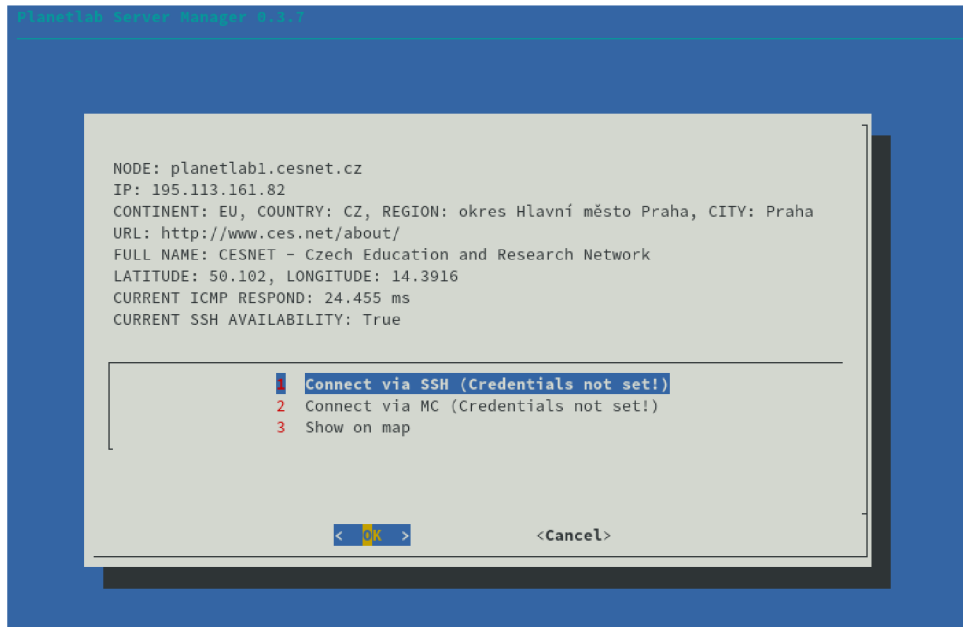 Planetlab Server Manager 0.3.7
NODE: planetlab1.cesnet.cz
IP: 195.113.161.82
CONTINENT: EU, COUNTRY: CZ, REGION: okres Hlavní město Praha, CITY: Praha
URL: http://www.ces.net/about/
FULL NAME: CESNET - Czech Education and Research Network
LATITUDE: 50.102, LONGITUDE: 14.3916
CURRENT ICMP RESPOND: 24.455 ms
CURRENT SSH AVAILABILITY: True
1 Connect via SSH (Credentials not set!)
2 Connect via MC (Credentials not set!)
3 Show on map
< OK > <Cancel>